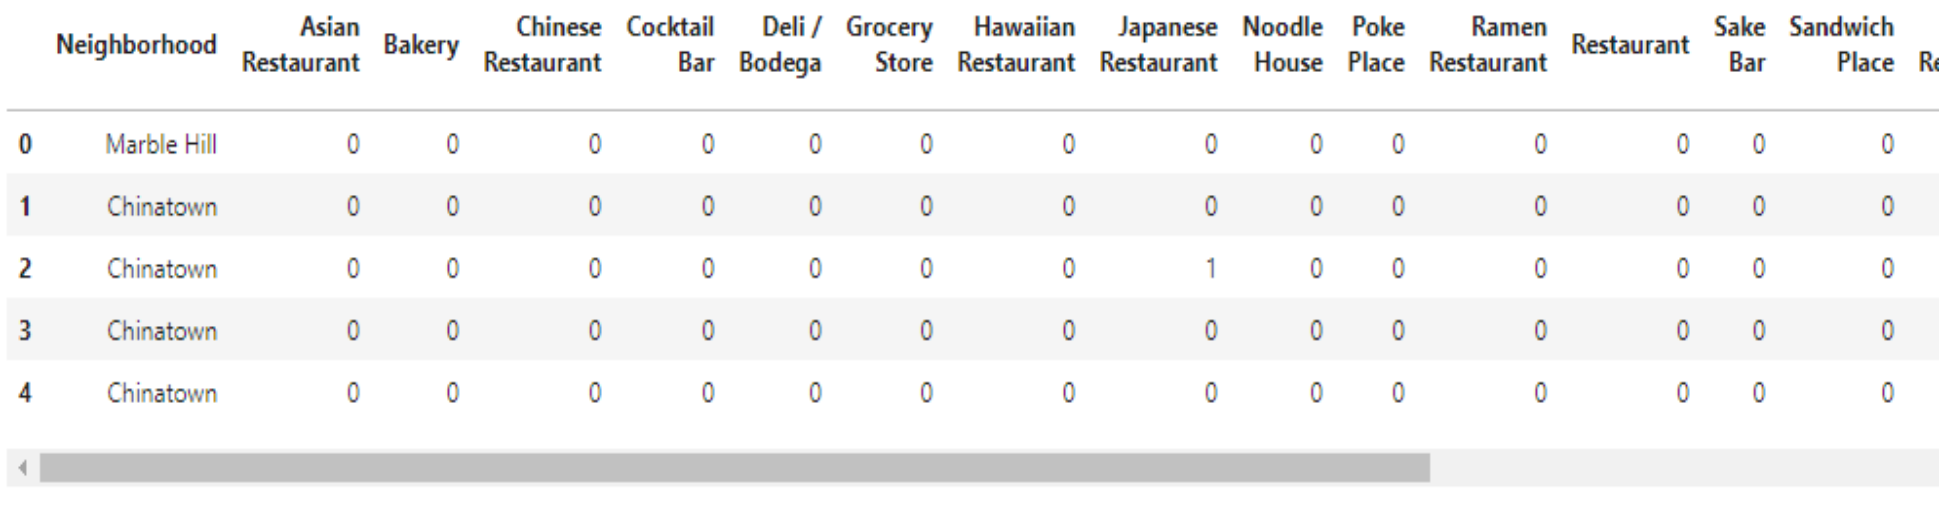 Neighborhood Asian Restaurant Bakery Chinese Restaurant Cocktail Bar Deli / Bodega Grocery Store Hawaiian Restaurant Japanese Restaurant Noodle House Poke Place Ramen Restaurant Restaurant Sake Bar Sandwich Place
0 Marble Hill 0 0 0 0 0 0 0 0 0 0 0 0 0 0
1 Chinatown 0 0 0 0 0 0 0 0 0 0 0 0 0 0
2 Chinatown 0 0 0 0 0 0 0 1 0 0 0 0 0 0
3 Chinatown 0 0 0 0 0 0 0 0 0 0 0 0 0 0
4 Chinatown 0 0 0 0 0 0 0 0 0 0 0 0 0 0